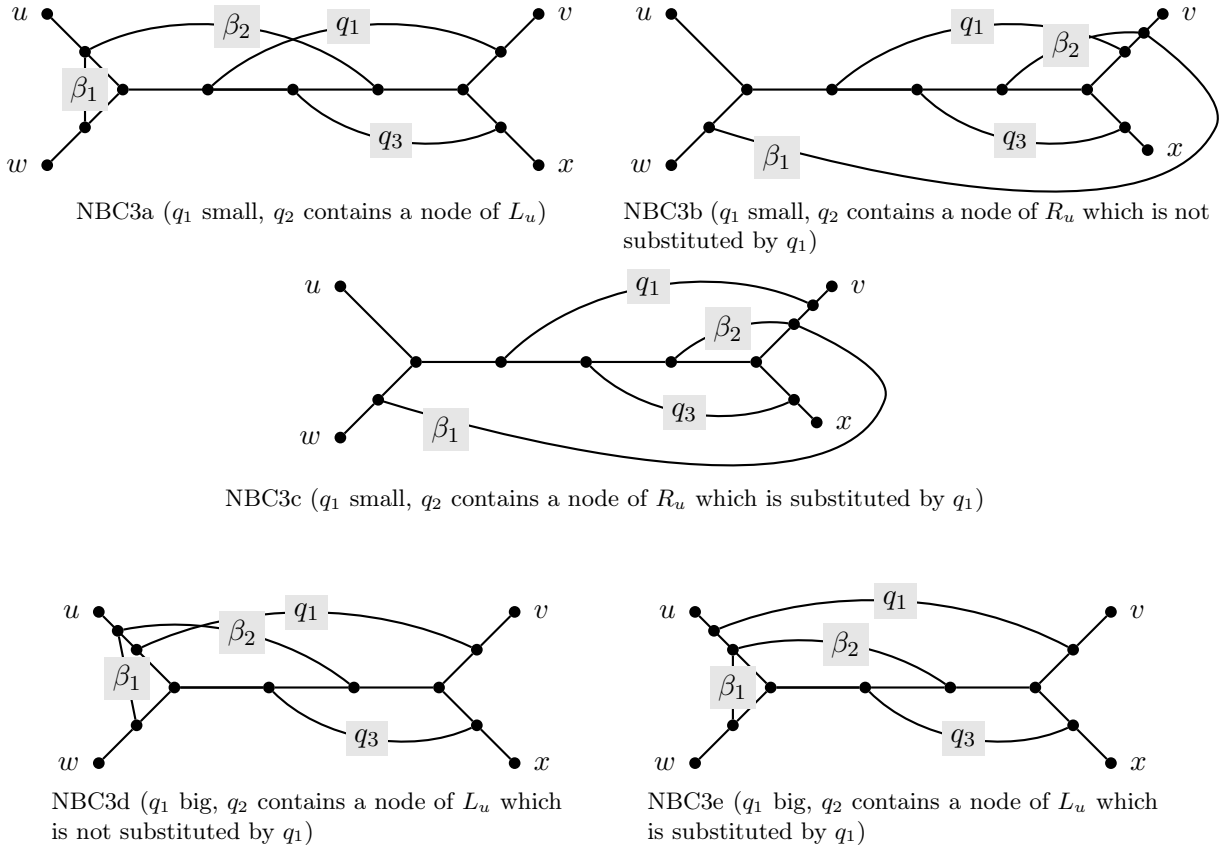 u β₂ q₁ v u q₁ β₂ v
β₁
w q₃ x w β₁ q₃ x
NBC3a (q₁ small, q₂ contains a node of Lᵤ)
NBC3b (q₁ small, q₂ contains a node of Rᵤ which is not
substituted by q₁)
u q₁ v
β₂
w β₁ q₃ x
NBC3c (q₁ small, q₂ contains a node of Rᵤ which is substituted by q₁)
u q₁ v
β₁ β₂
w q₃ x
NBC3d (q₁ big, q₂ contains a node of Lᵤ which
is not substituted by q₁)
u q₁ v
β₁ β₂
w q₃ x
NBC3e (q₁ big, q₂ contains a node of Lᵤ which
is substituted by q₁)